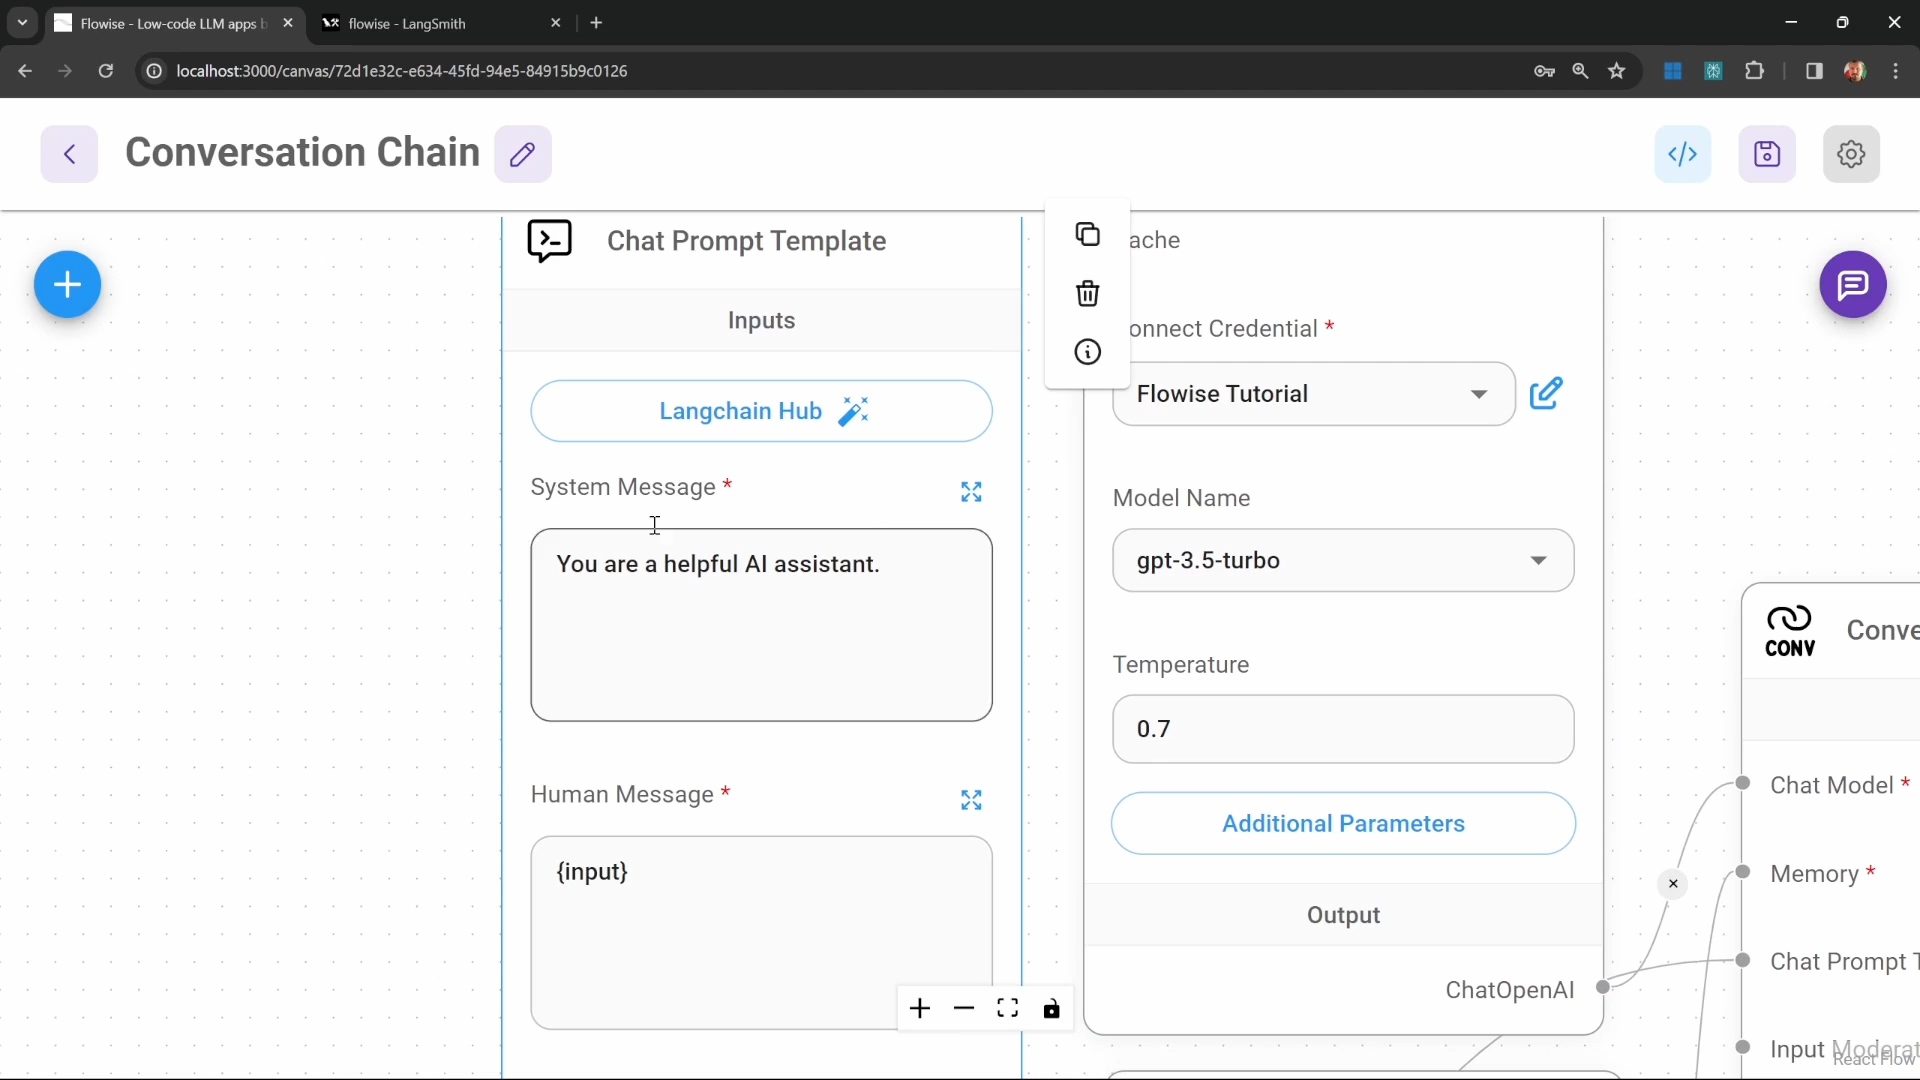 Flowise - Low-code LLM apps b
flowise - LangSmith
localhost:3000/canvas/72d1e32c-e634-45fd-94e5-84915b9c0126
Conversation Chain
Chat Prompt Template
Inputs
Langchain Hub
System Message *
You are a helpful AI assistant.
Human Message *
{input}
ache
onnect Credential *
Flowise Tutorial
Model Name
gpt-3.5-turbo
Temperature
0.7
Additional Parameters
Output
ChatOpenAI
CONV
Conve
Chat Model *
Memory *
Chat Prompt T
Input Moderat
React Flow